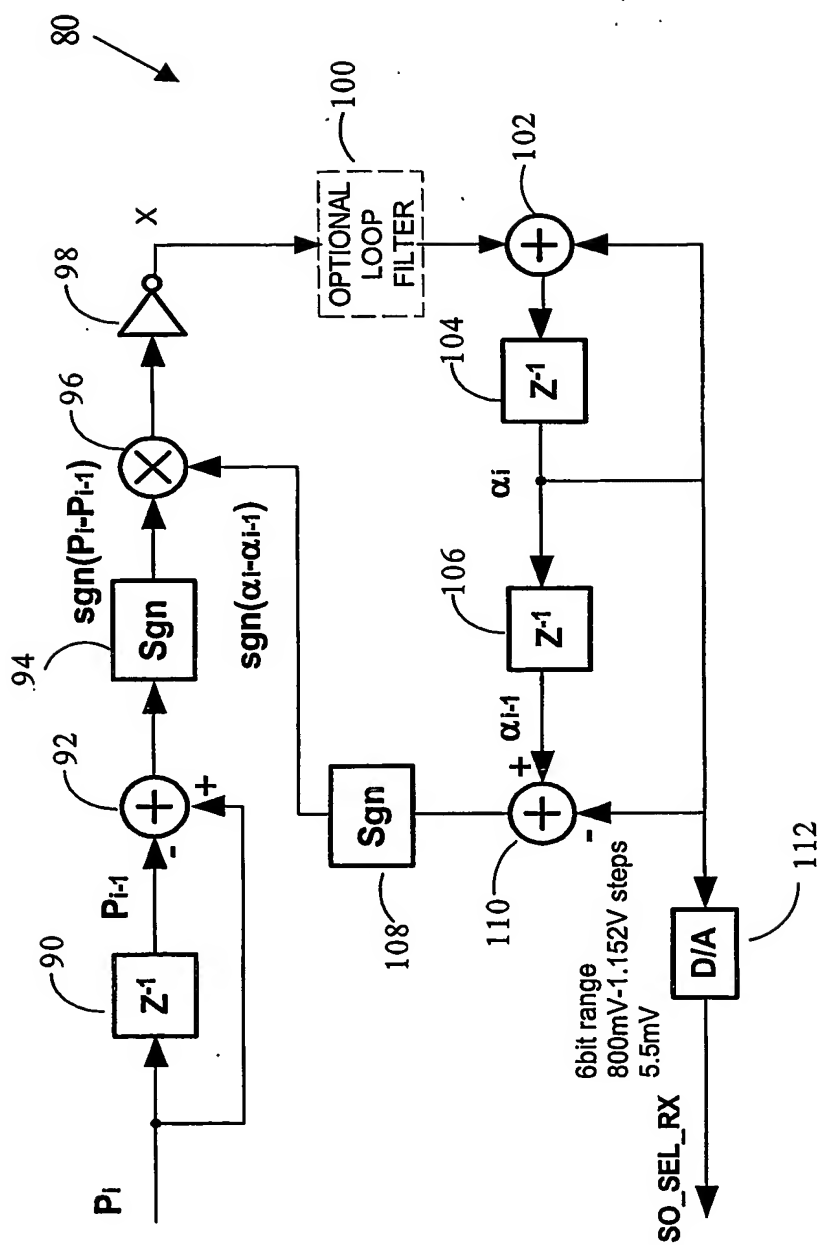 80
90
Pi
Z-1
Pi-1
92
-
+
+
94
Sgn
sgn(Pi-Pi-1)
96
×
98
X
100
OPTIONAL
LOOP
FILTER
102
+
104
Z-1
αi
106
Z-1
αi-1
+
-
+
110
108
Sgn
sgn(αi-αi-1)
6bit range
800mV-1.152V steps
5.5mV
112
D/A
SO_SEL_RX